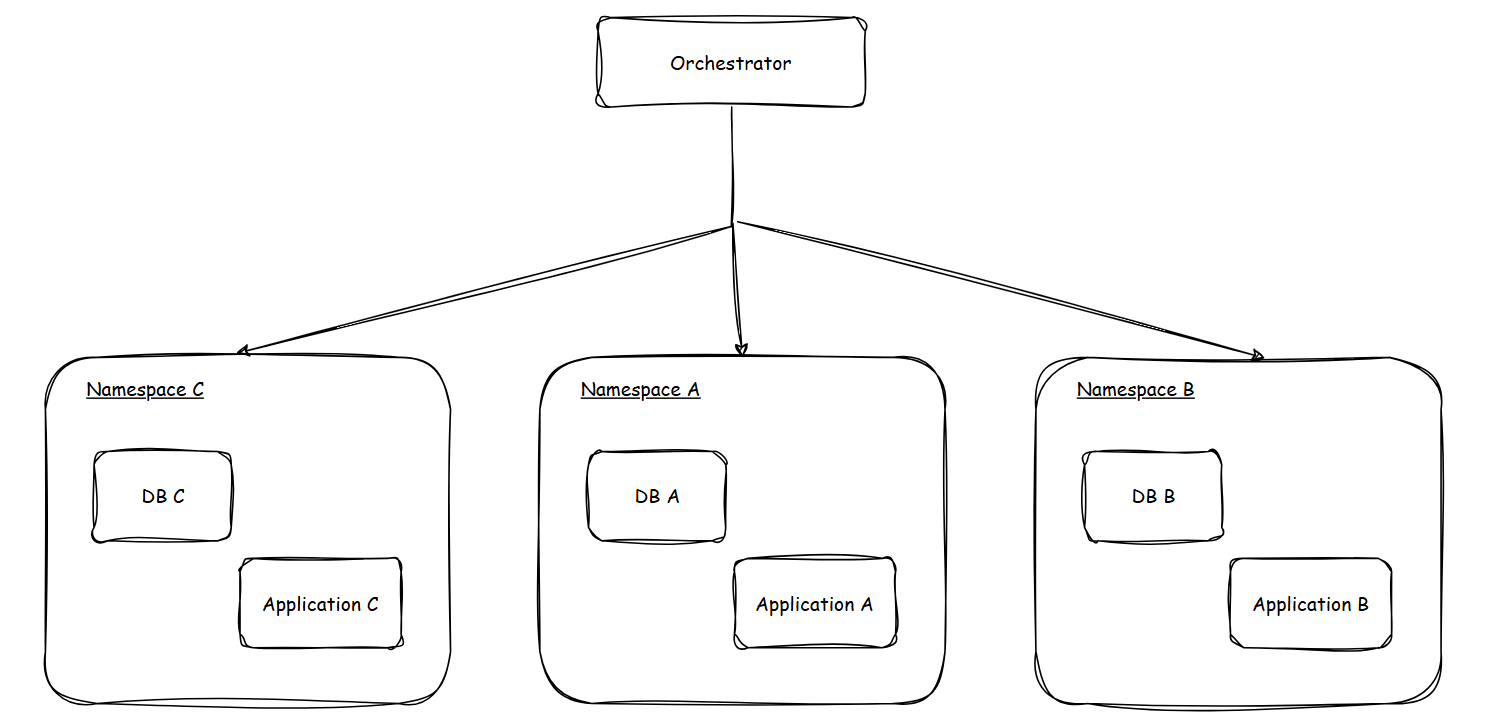 Orchestrator
Namespace C
Namespace A
Namespace B
DB C
DB A
DB B
Application C
Application A
Application B